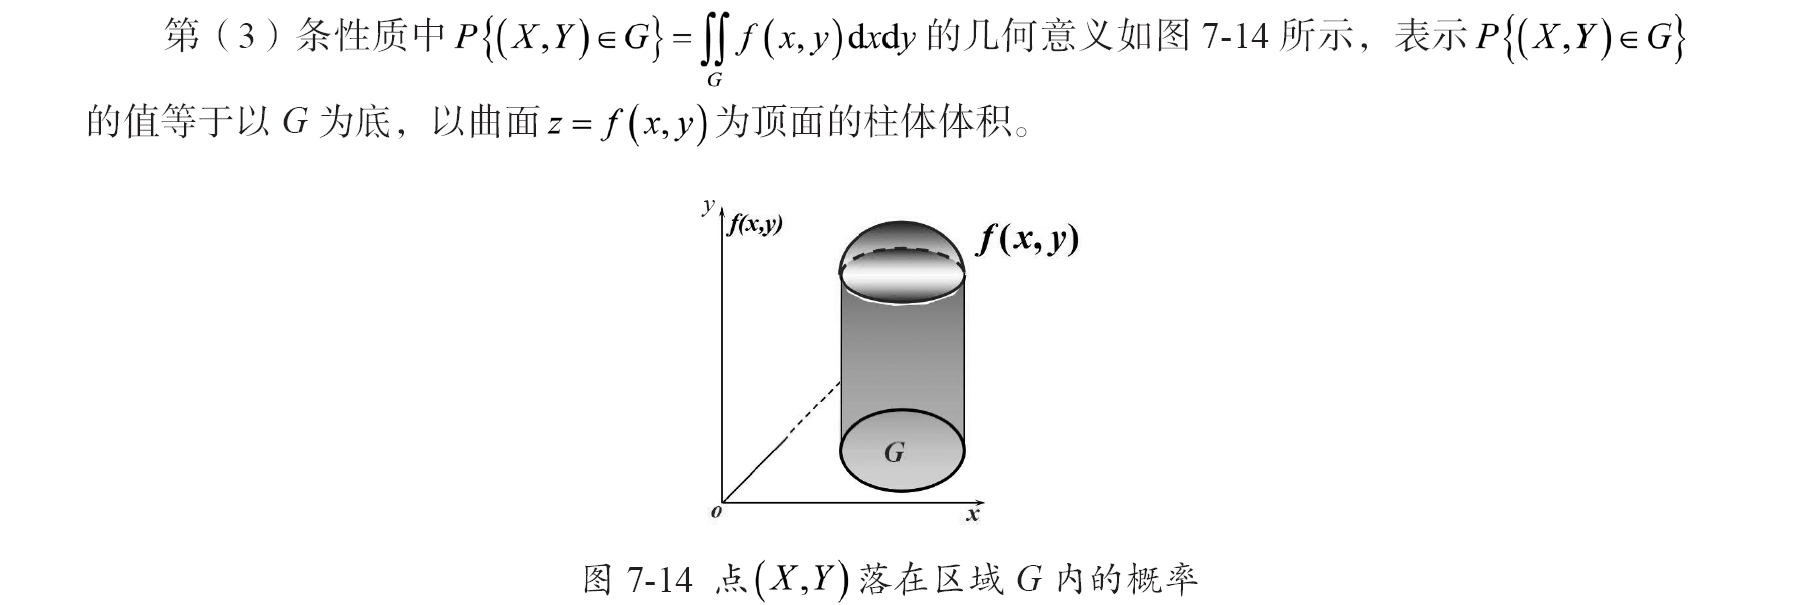 第（3）条性质中 P{(X,Y)∈G}=∬_G f(x,y)dxdy 的几何意义如图 7-14 所示，表示 P{(X,Y)∈G}
的值等于以 G 为底，以曲面 z=f(x,y) 为顶面的柱体体积。
y
f(x,y)
f(x,y)
G
o
x
图 7-14 点(X,Y)落在区域 G 内的概率